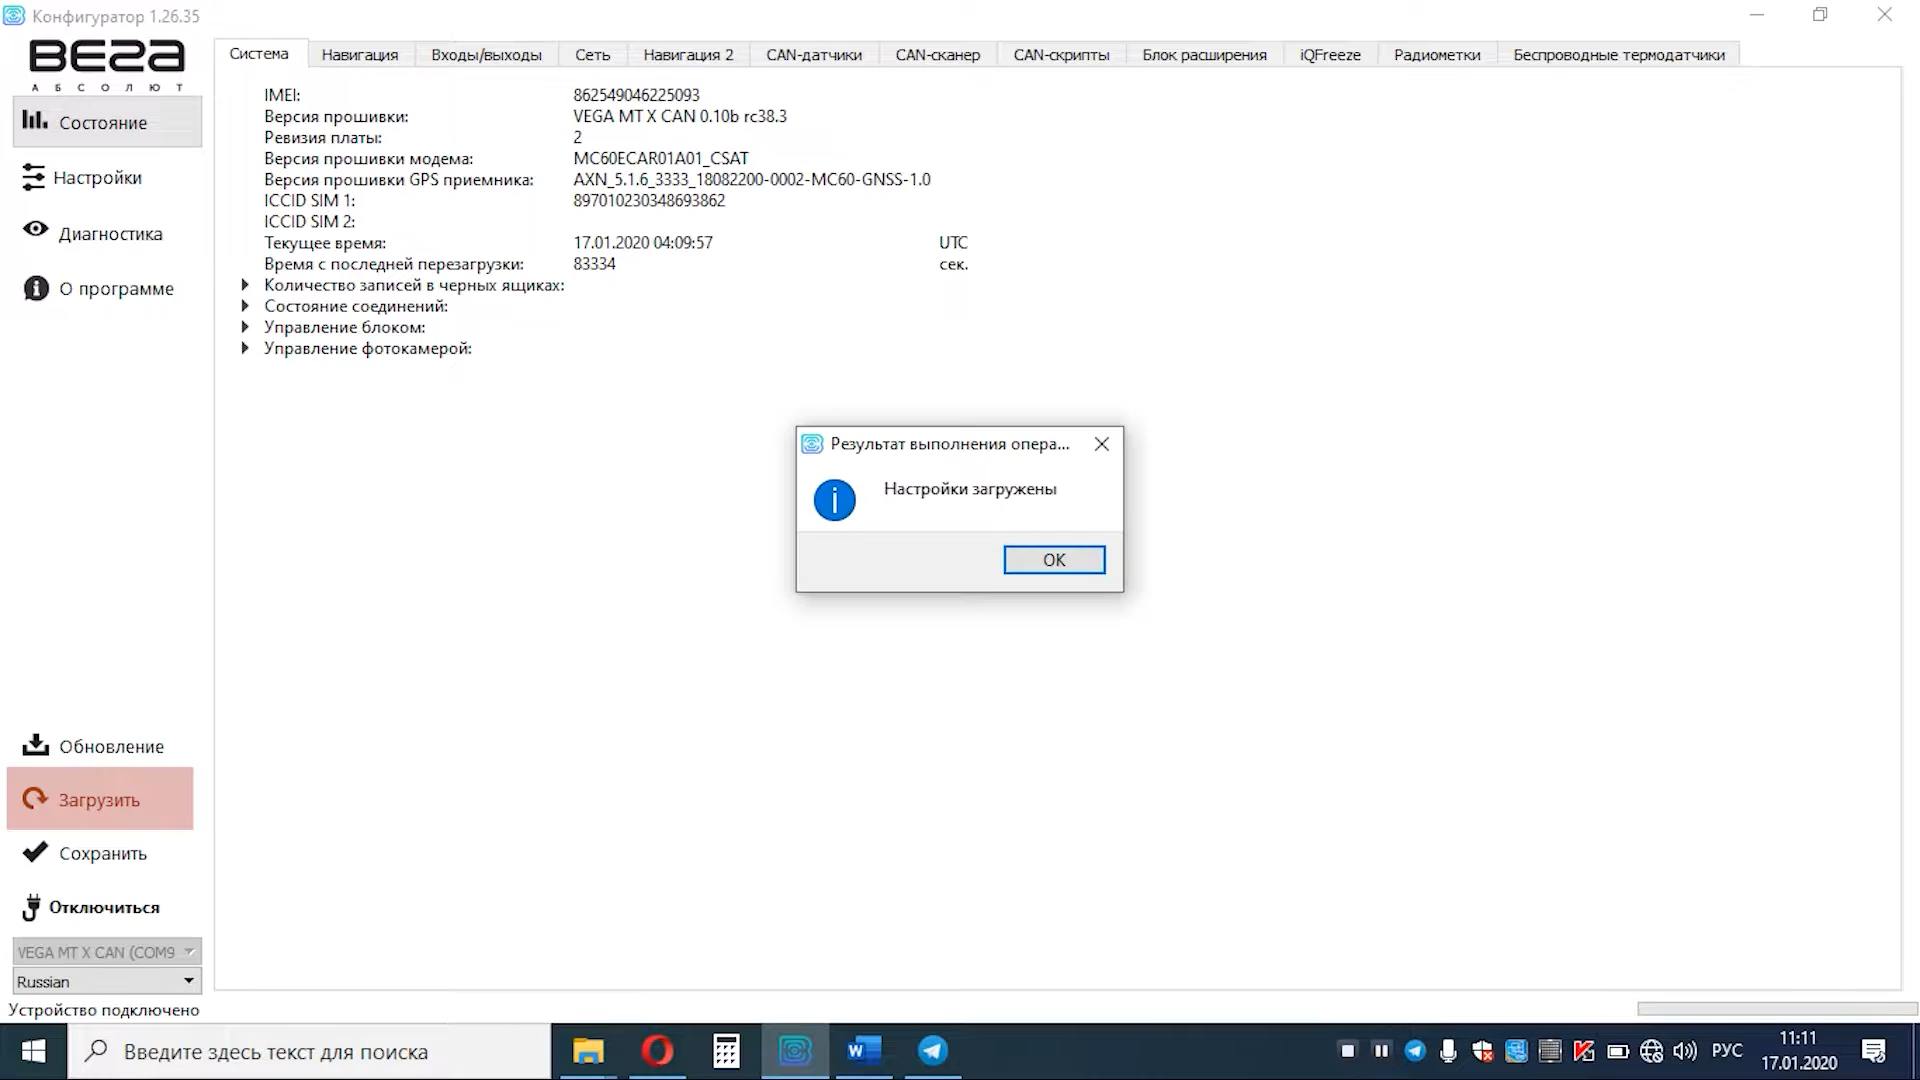 Конфигуратор 1.26.35
ВЕГА
АБСОЛЮТ
Состояние
Настройки
Диагностика
О программе
Система Навигация Входы/выходы Сеть Навигация 2 CAN-датчики CAN-сканер CAN-скрипты Блок расширения iQFreeze Радиометки Беспроводные термодатчики
IMEI: 862549046225093
Версия прошивки: VEGA MT X CAN 0.10b rc38.3
Ревизия платы: 2
Версия прошивки модема: MC60ECAR01A01_CSAT
Версия прошивки GPS приемника: AXN_5.1.6_3333_18082200-0002-MC60-GNSS-1.0
ICCID SIM 1: 897010230348693862
ICCID SIM 2:
Текущее время: 17.01.2020 04:09:57 UTC
Время с последней перезагрузки: 83334 сек.
Количество записей в черных ящиках:
Состояние соединений:
Управление блоком:
Управление фотокамерой:
Результат выполнения опера...
Настройки загружены
OK
Обновление
Загрузить
Сохранить
Отключиться
VEGA MT X CAN (COM9
Russian
Устройство подключено
Введите здесь текст для поиска
РУС
11:11
17.01.2020